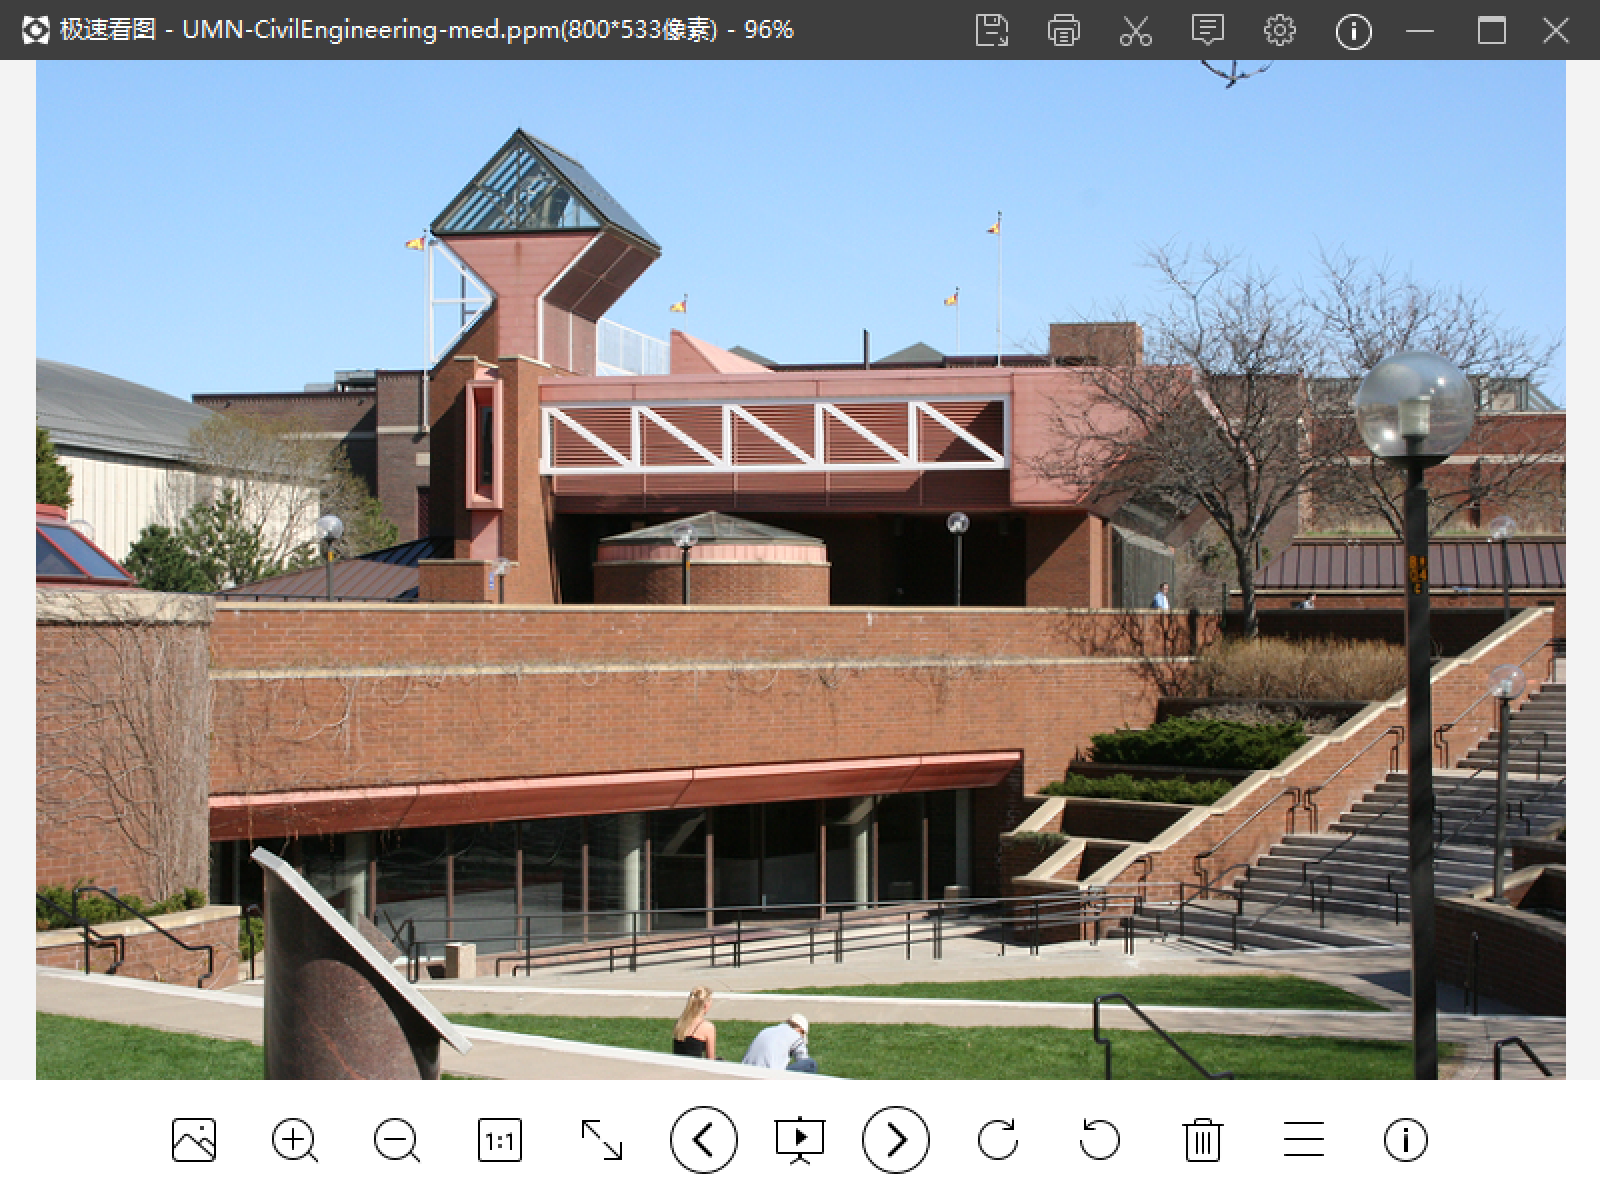 极速看图 - UMN-CivilEngineering-med.ppm(800*533像素) - 96%
1:1